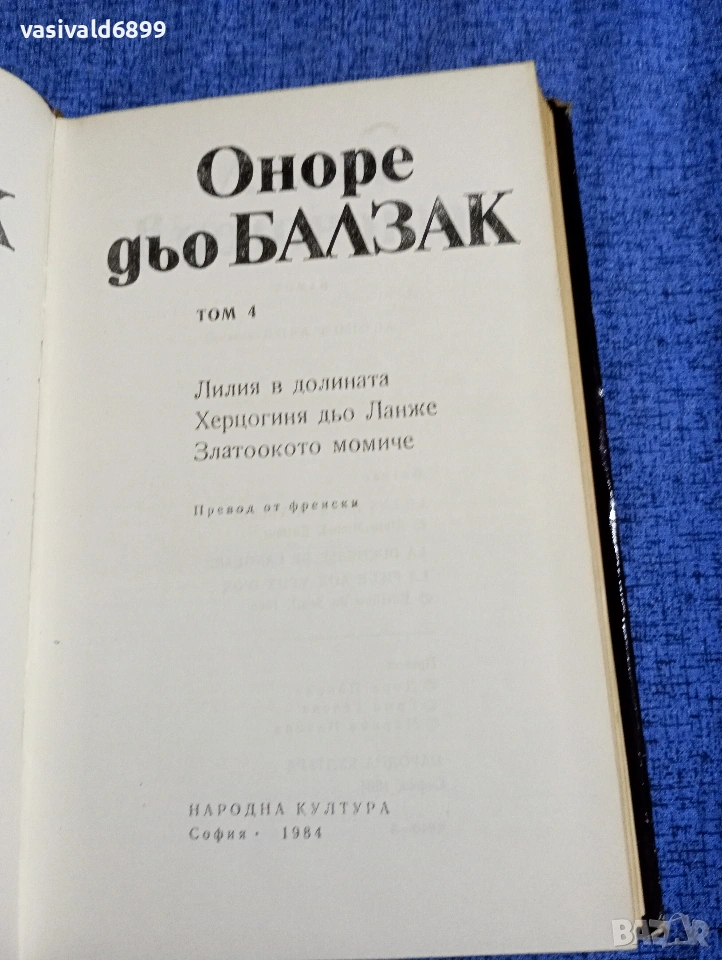 vasivald6899
Оноре
дьо БАЛЗАК
ТОМ 4
Лилия в долината
Херцогиня дьо Ланже
Златоокото момиче
Превод от френски
НАРОДНА КУЛТУРА
София · 1984
BAZAR
К